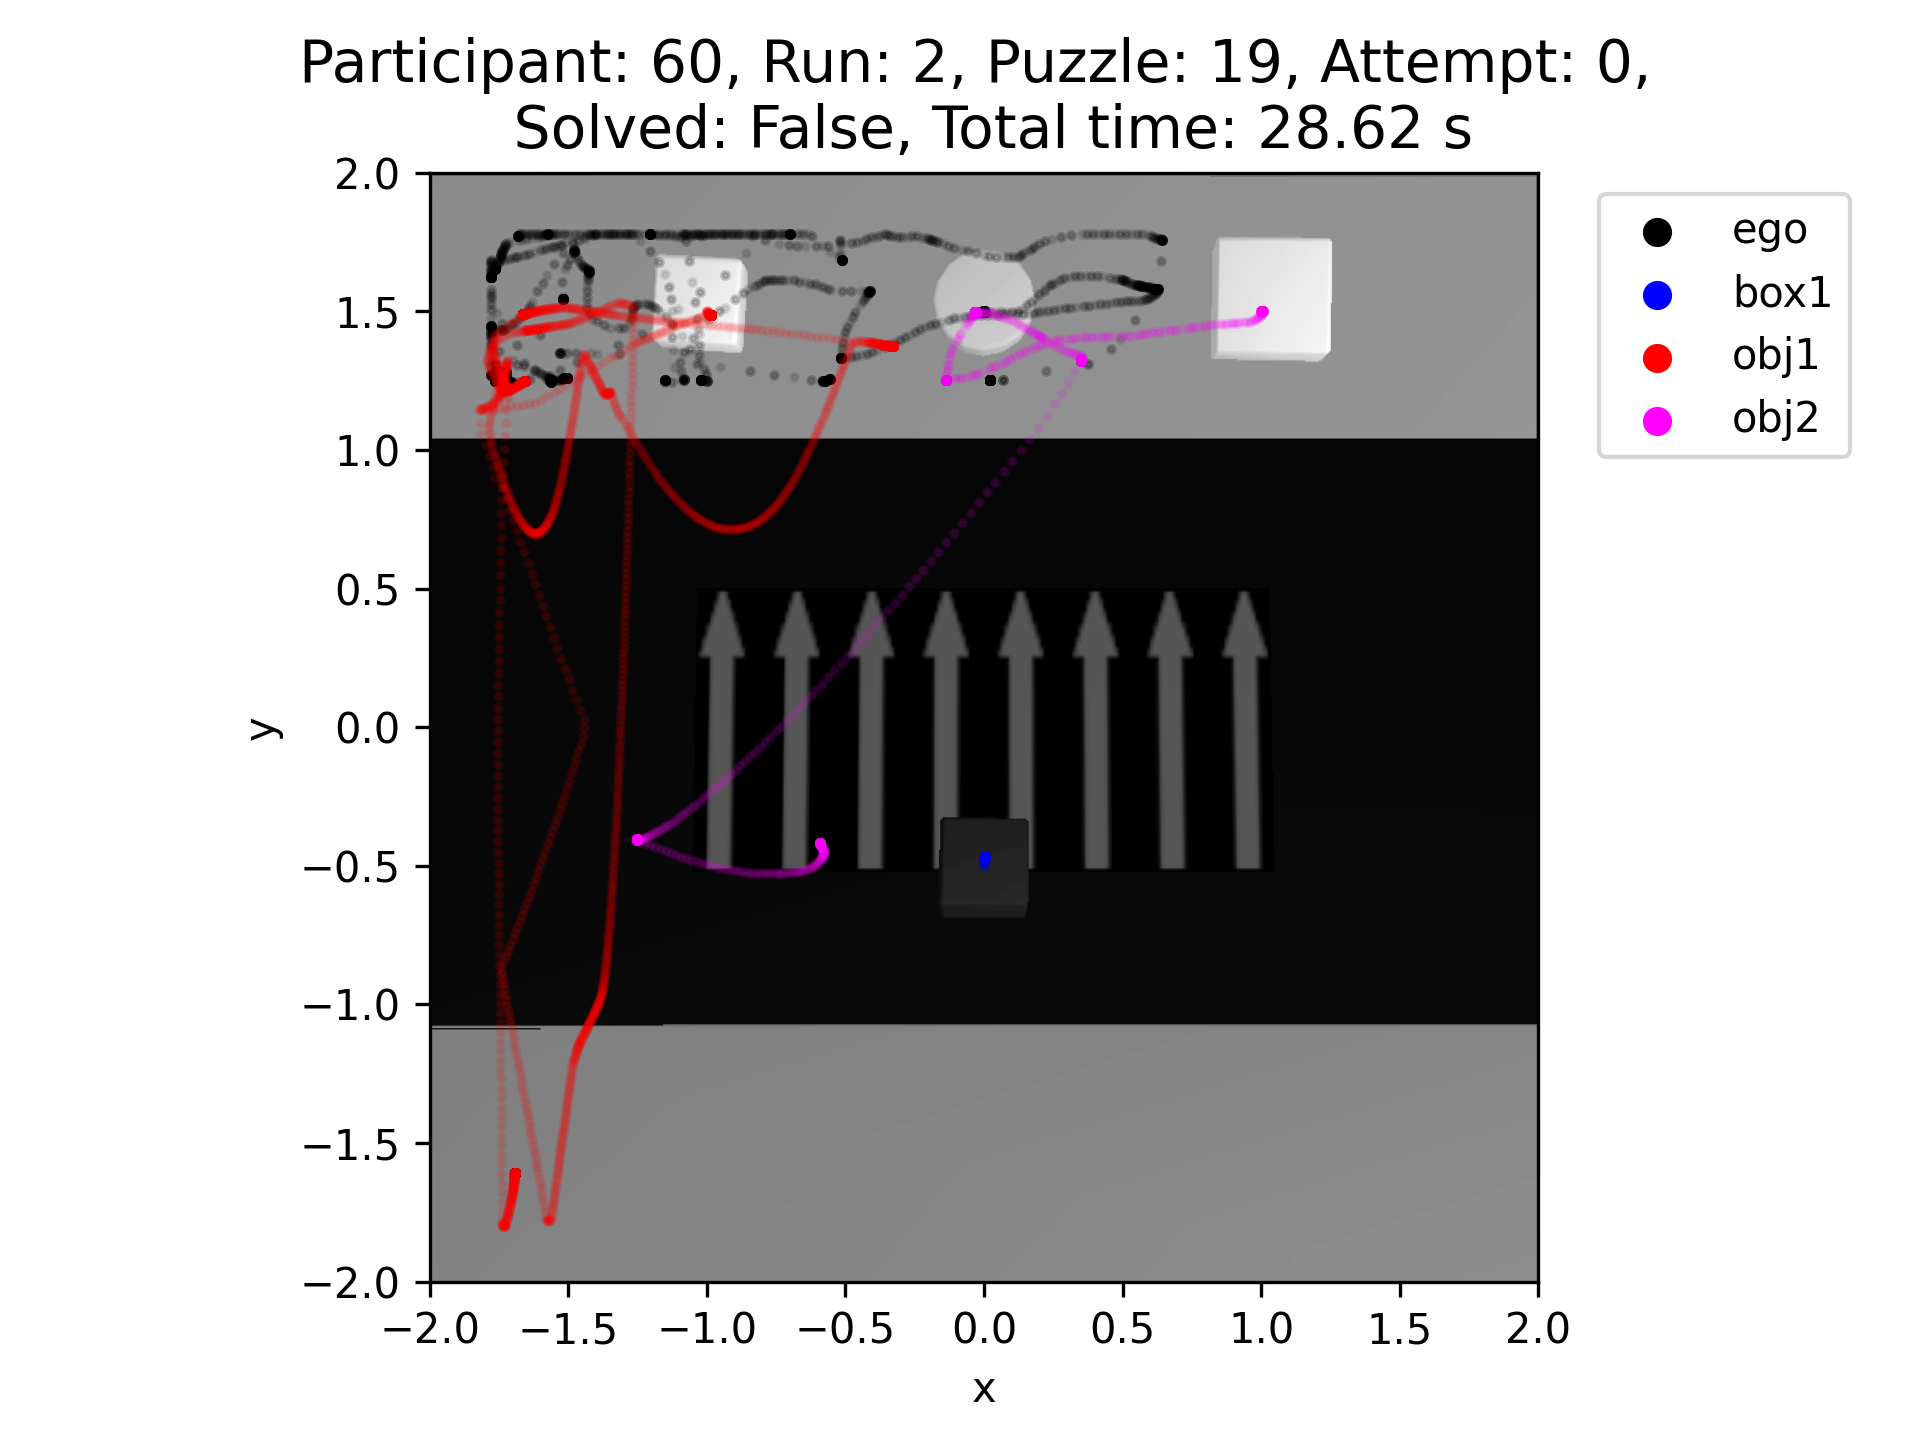 Participant: 60, Run: 2, Puzzle: 19, Attempt: 0,
Solved: False, Total time: 28.62 s
ego
box1
obj1
obj2
2.0
1.5
1.0
0.5
0.0
−0.5
−1.0
−1.5
−2.0
y
−2.0 −1.5 −1.0 −0.5 0.0 0.5 1.0 1.5 2.0
x